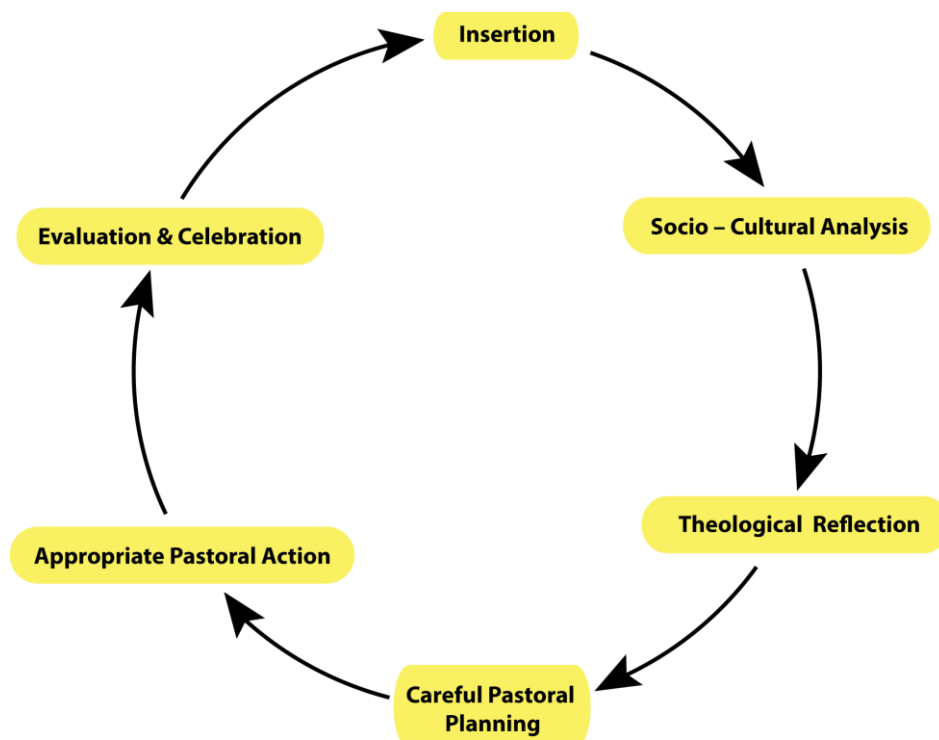 Insertion
Socio – Cultural Analysis
Theological Reflection
Careful Pastoral
Planning
Appropriate Pastoral Action
Evaluation & Celebration